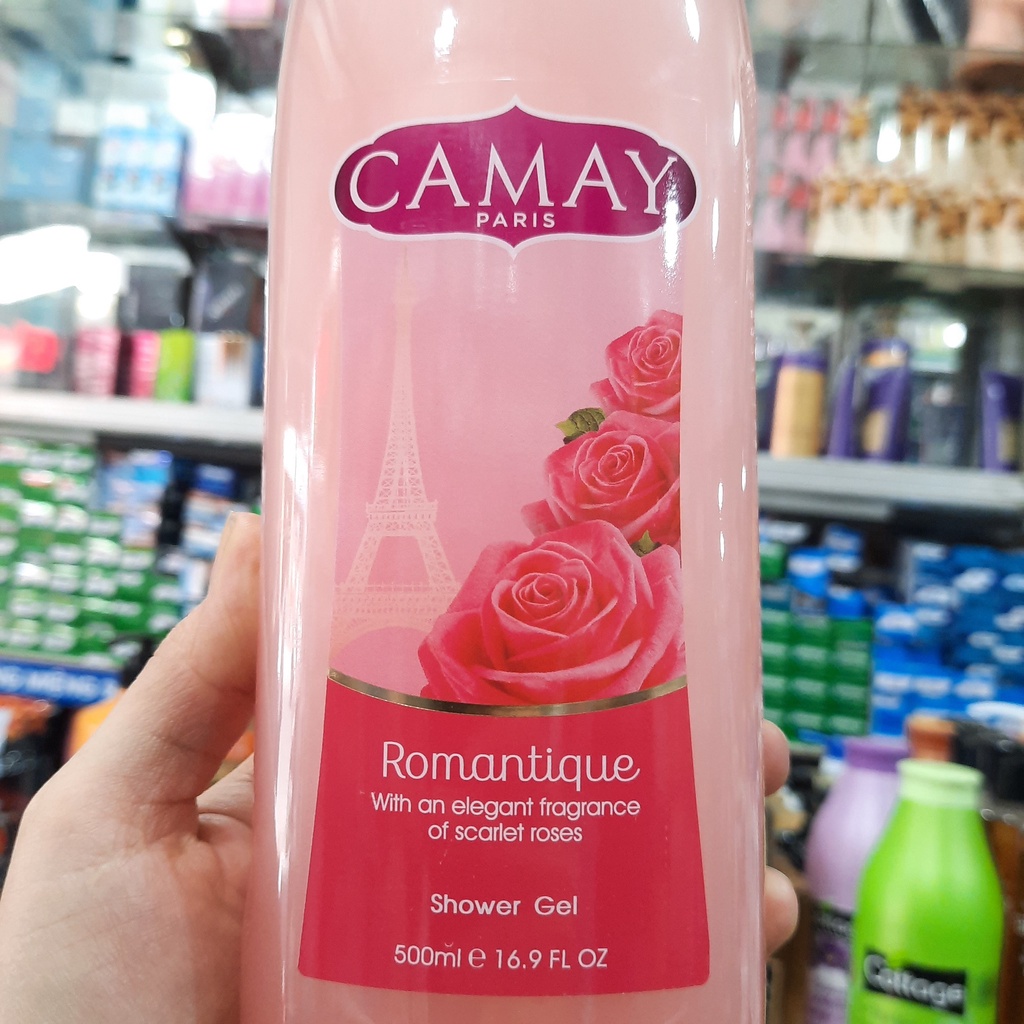 CAMAY
PARIS
Romantique
With an elegant fragrance
of scarlet roses
Shower Gel
500ml ℮ 16.9 FL OZ
Cottage